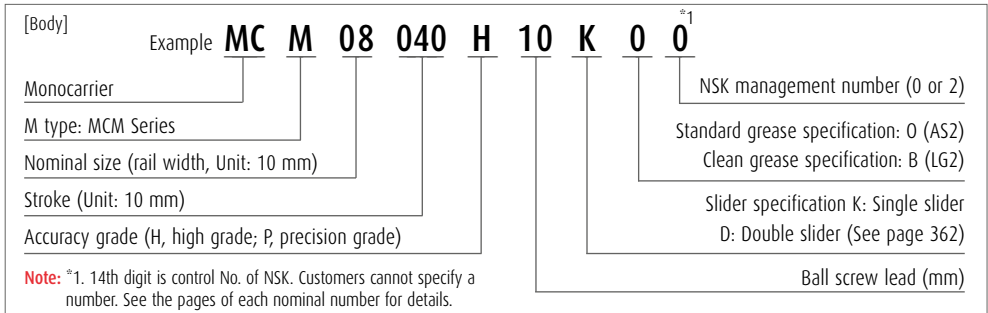 [Body]
Example MC M 08 040 H 10 K 0 0 *1
Monocarrier
M type: MCM Series
Nominal size (rail width, Unit: 10 mm)
Stroke (Unit: 10 mm)
Accuracy grade (H, high grade; P, precision grade)
Note: *1. 14th digit is control No. of NSK. Customers cannot specify a
number. See the pages of each nominal number for details.
NSK management number (0 or 2)
Standard grease specification: O (AS2)
Clean grease specification: B (LG2)
Slider specification K: Single slider
D: Double slider (See page 362)
Ball screw lead (mm)